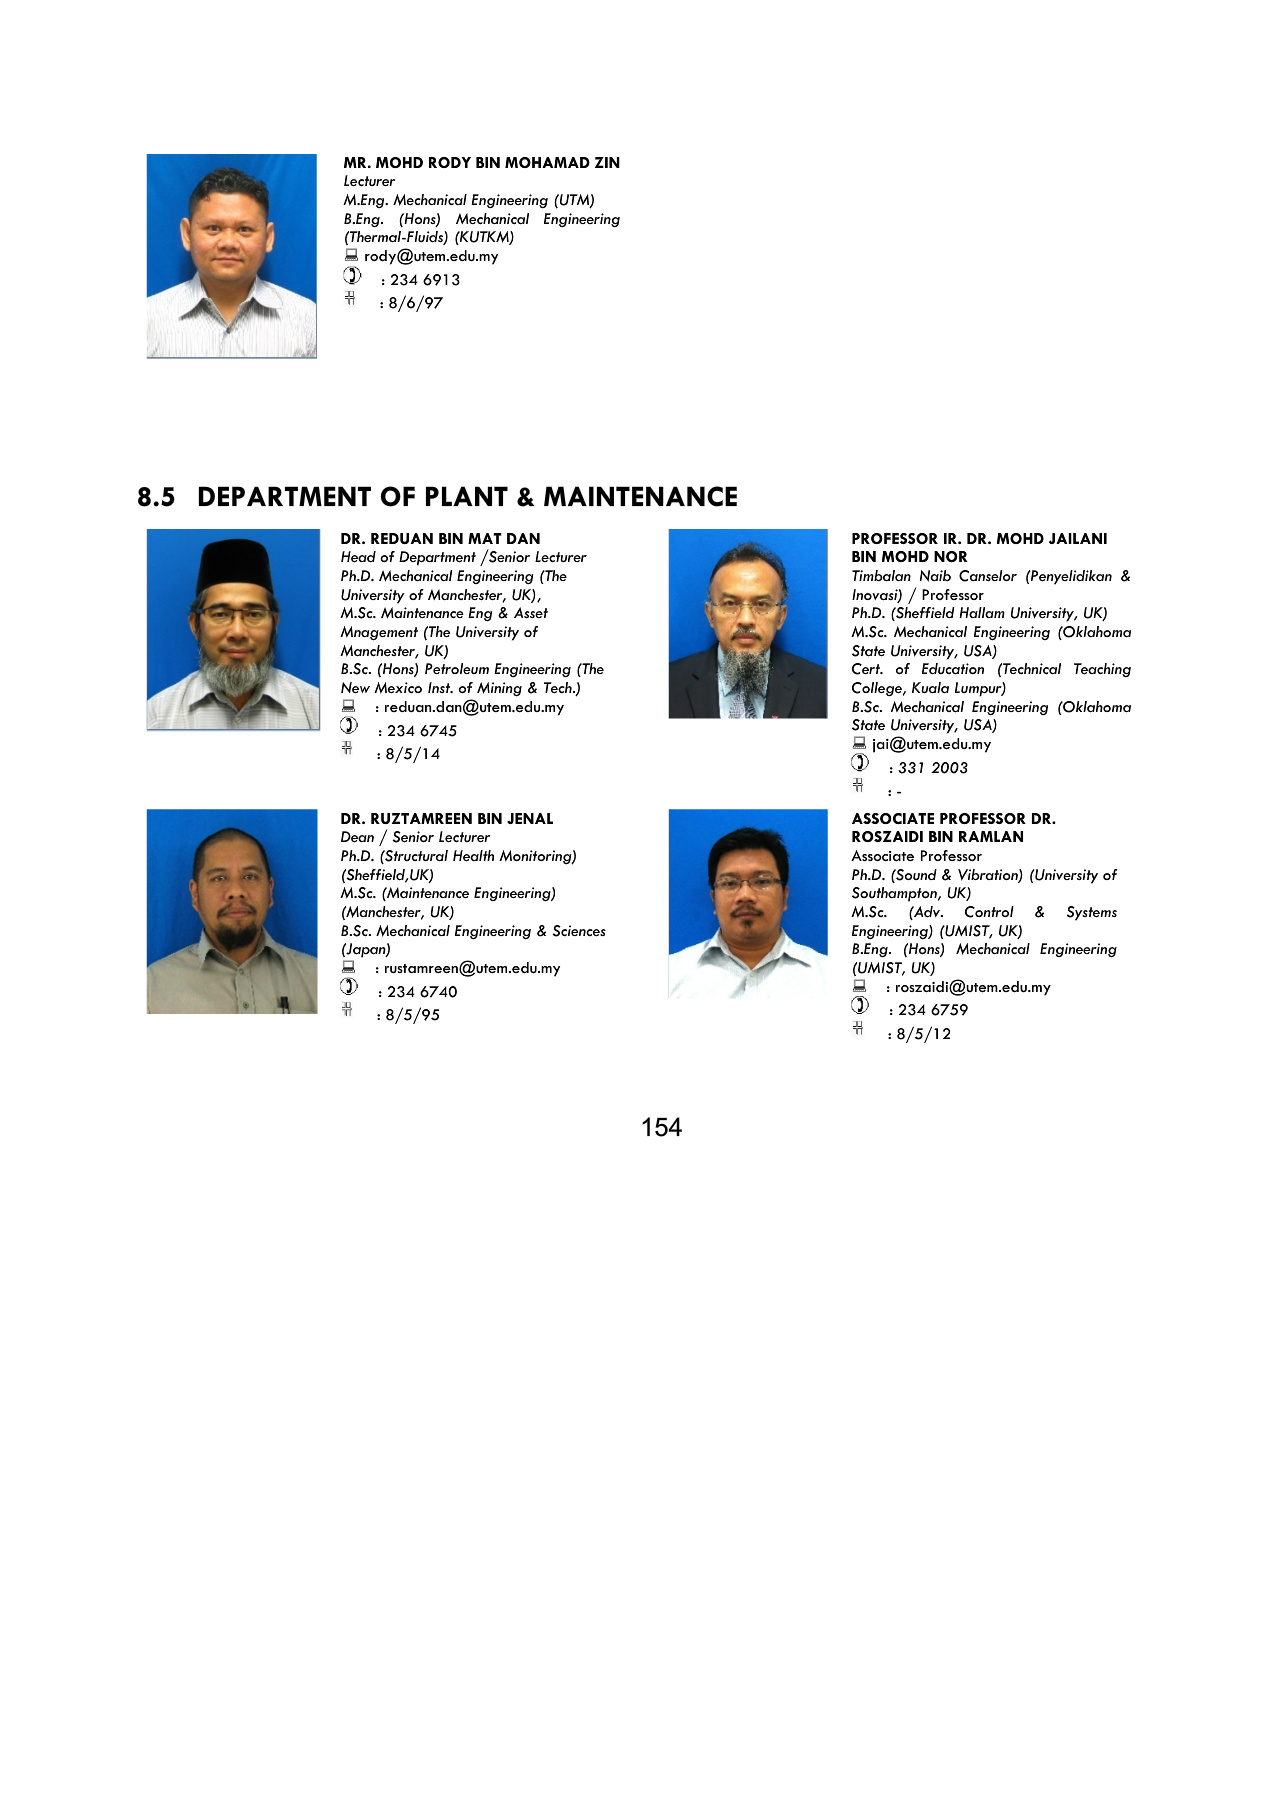 MR. MOHD RODY BIN MOHAMAD ZIN
Lecturer
M.Eng. Mechanical Engineering (UTM)
B.Eng. (Hons) Mechanical Engineering
(Thermal-Fluids) (KUTKM)
rody@utem.edu.my
: 234 6913
: 8/6/97
8.5 DEPARTMENT OF PLANT & MAINTENANCE
DR. REDUAN BIN MAT DAN
Head of Department /Senior Lecturer
Ph.D. Mechanical Engineering (The
University of Manchester, UK),
M.Sc. Maintenance Eng & Asset
Mnagement (The University of
Manchester, UK)
B.Sc. (Hons) Petroleum Engineering (The
New Mexico Inst. of Mining & Tech.)
: reduan.dan@utem.edu.my
: 234 6745
: 8/5/14
PROFESSOR IR. DR. MOHD JAILANI
BIN MOHD NOR
Timbalan Naib Canselor (Penyelidikan &
Inovasi) / Professor
Ph.D. (Sheffield Hallam University, UK)
M.Sc. Mechanical Engineering (Oklahoma
State University, USA)
Cert. of Education (Technical Teaching
College, Kuala Lumpur)
B.Sc. Mechanical Engineering (Oklahoma
State University, USA)
jai@utem.edu.my
: 331 2003
: -
DR. RUZTAMREEN BIN JENAL
Dean / Senior Lecturer
Ph.D. (Structural Health Monitoring)
(Sheffield,UK)
M.Sc. (Maintenance Engineering)
(Manchester, UK)
B.Sc. Mechanical Engineering & Sciences
(Japan)
: rustamreen@utem.edu.my
: 234 6740
: 8/5/95
ASSOCIATE PROFESSOR DR.
ROSZAIDI BIN RAMLAN
Associate Professor
Ph.D. (Sound & Vibration) (University of
Southampton, UK)
M.Sc. (Adv. Control & Systems
Engineering) (UMIST, UK)
B.Eng. (Hons) Mechanical Engineering
(UMIST, UK)
: roszaidi@utem.edu.my
: 234 6759
: 8/5/12
154